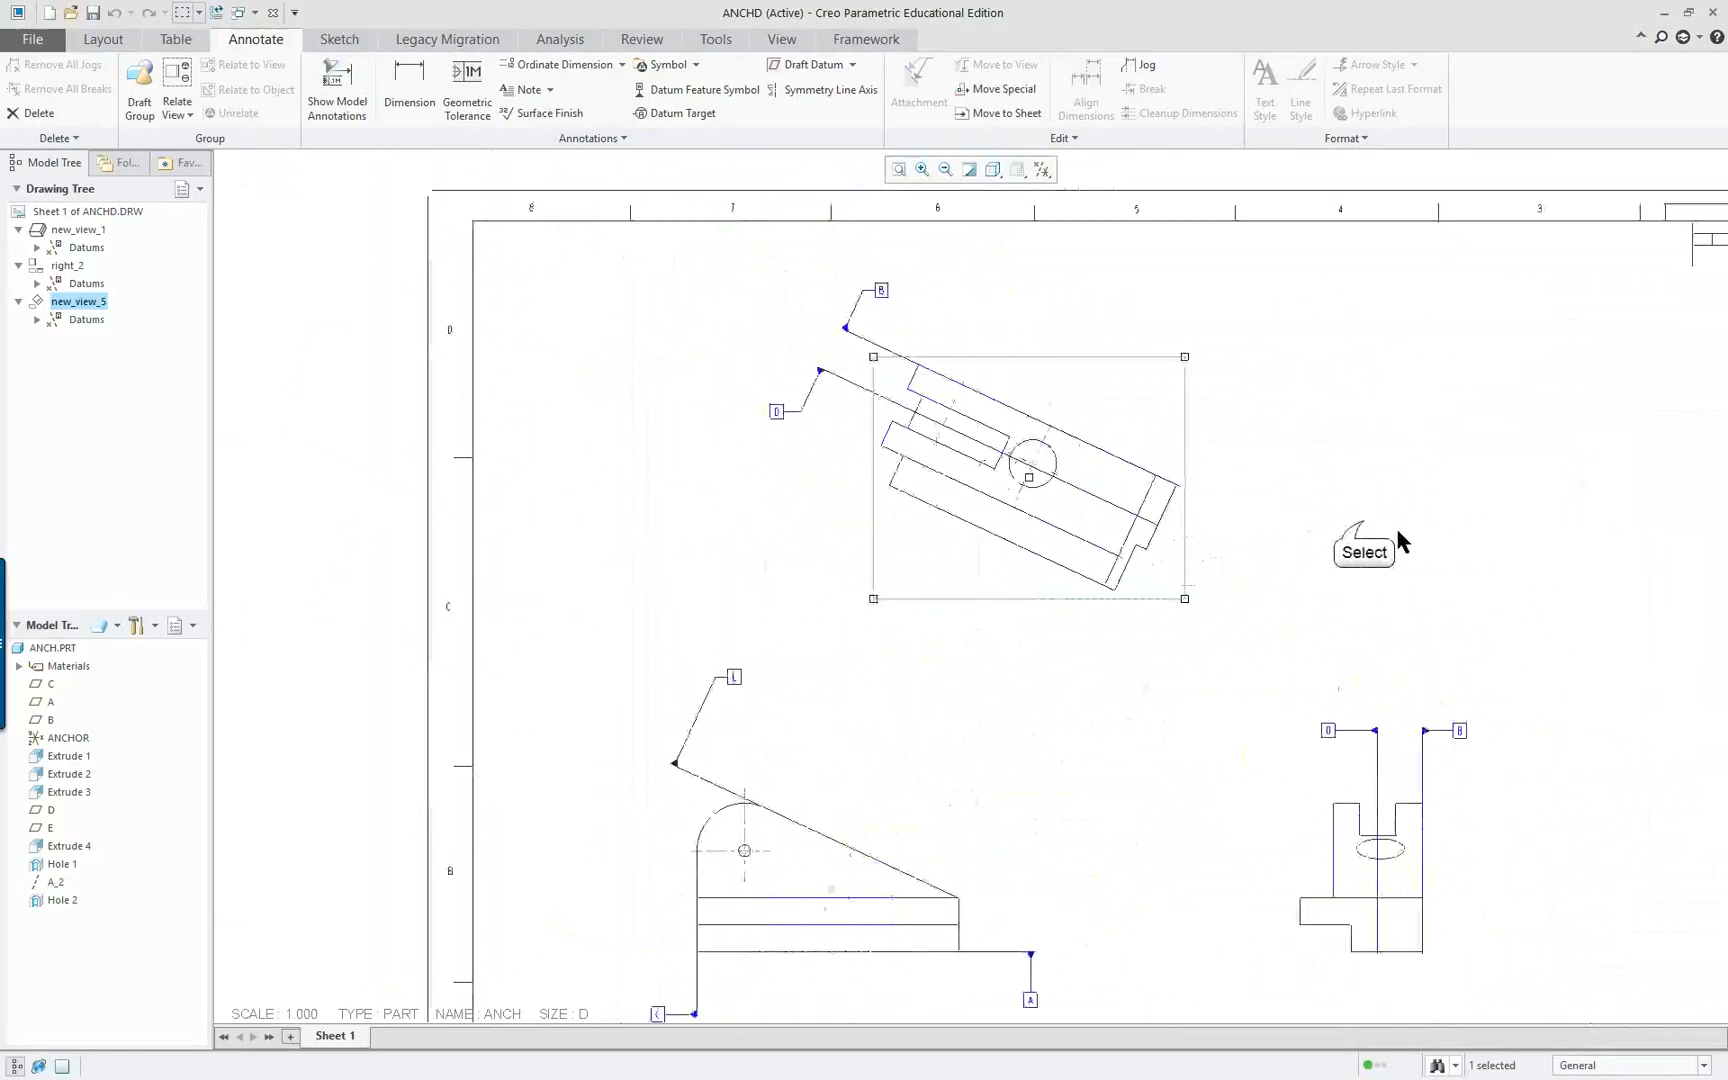 ANCHD (Active) - Creo Parametric Educational Edition
File Layout Table Annotate Sketch Legacy Migration Analysis Review Tools View Framework
Remove All Jogs
Remove All Breaks
Delete
Delete
Draft Group
Relate View
Relate to View
Relate to Object
Unrelate
Group
Show Model Annotations
Dimension
Geometric Tolerance
Ordinate Dimension
Note
Surface Finish
Symbol
Datum Feature Symbol
Datum Target
Draft Datum
Symmetry Line Axis
Annotations
Attachment
Move to View
Move Special
Move to Sheet
Align Dimensions
Jog
Break
Cleanup Dimensions
Edit
Text Style
Line Style
Arrow Style
Repeat Last Format
Hyperlink
Format
Model Tree Fol... Fav...
Drawing Tree
Sheet 1 of ANCHD.DRW
new_view_1
Datums
right_2
Datums
new_view_5
Datums
Model Tr...
ANCH.PRT
Materials
C
A
B
ANCHOR
Extrude 1
Extrude 2
Extrude 3
D
E
Extrude 4
Hole 1
A_2
Hole 2
8 7 6 5 4 3
D
C
B
B
D
Select
D B
A
SCALE : 1.000 TYPE : PART NAME : ANCH SIZE : D
Sheet 1
1 selected
General